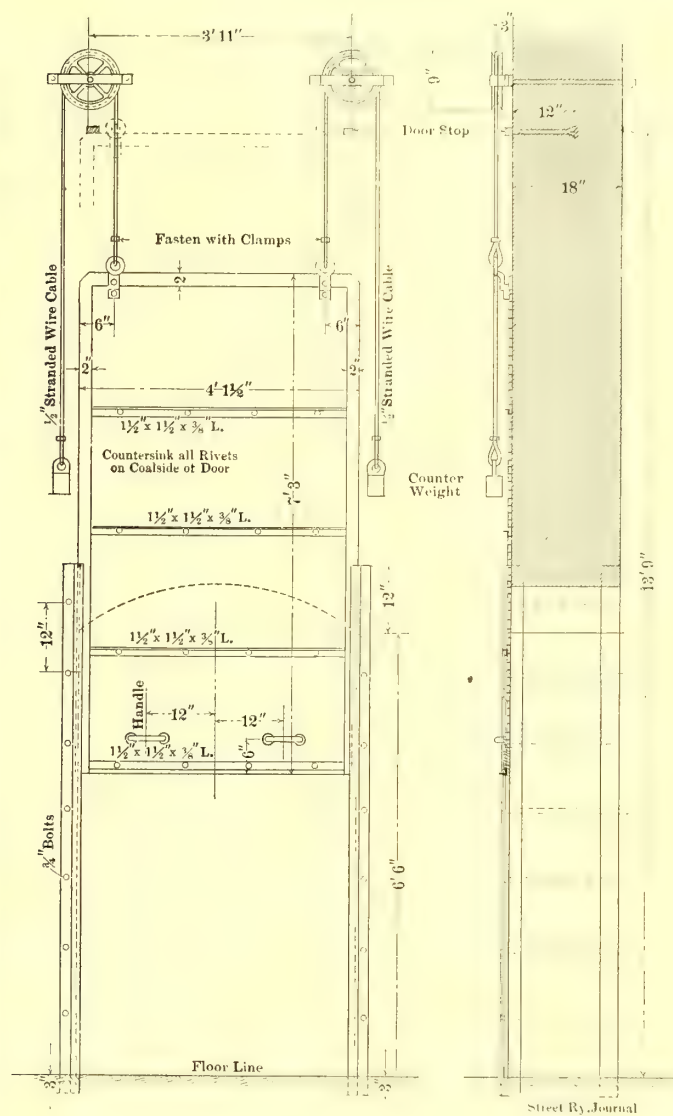 3'11"
3"
9"
12"
Door Stop
18"
Fasten with Clamps
2"
½" Stranded Wire Cable
½" Stranded Wire Cable
6"
6"
2"
2"
4'-1½"
1½" x 1½" x ⅜" L.
Countersink all Rivets
on Coalside of Door
7'-3"
Counter
Weight
1½" x 1½" x ⅜" L.
13'9"
12"
12"
1½" x 1½" x ⅜" L.
Handle
12"
12"
6"
1½" x 1½" x ⅜" L.
¾" Bolts
6'6"
Floor Line
3"
3"
Street Ry. Journal